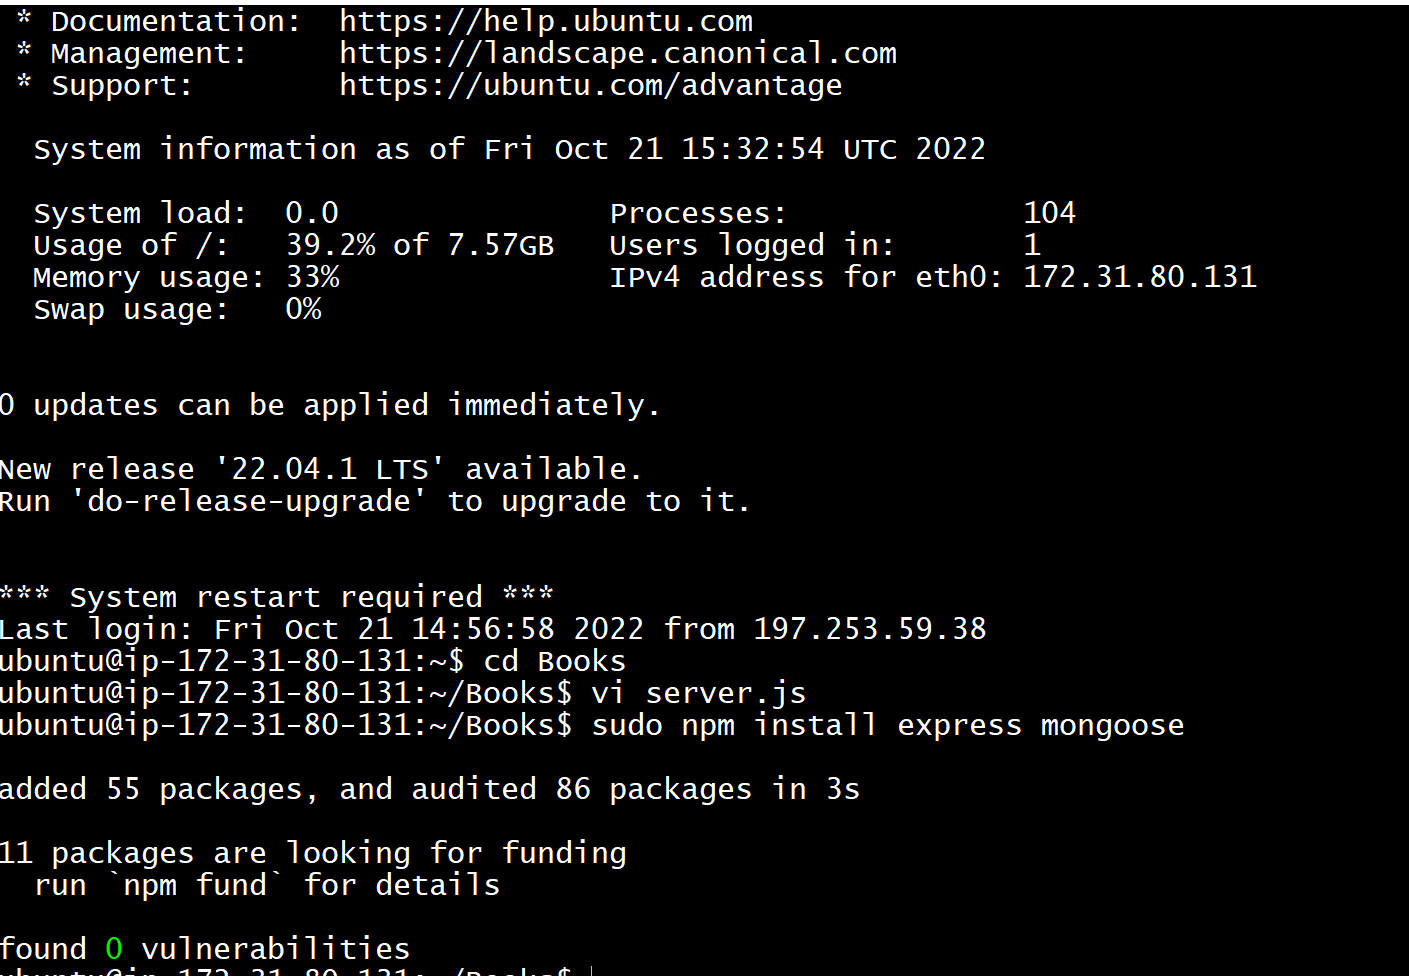 * Documentation:  https://help.ubuntu.com
* Management:     https://landscape.canonical.com
* Support:        https://ubuntu.com/advantage
System information as of Fri Oct 21 15:32:54 UTC 2022
System load:  0.0               Processes:             104
Usage of /:   39.2% of 7.57GB   Users logged in:       1
Memory usage: 33%               IPv4 address for eth0: 172.31.80.131
Swap usage:   0%
0 updates can be applied immediately.
New release '22.04.1 LTS' available.
Run 'do-release-upgrade' to upgrade to it.
*** System restart required ***
Last login: Fri Oct 21 14:56:58 2022 from 197.253.59.38
ubuntu@ip-172-31-80-131:~$ cd Books
ubuntu@ip-172-31-80-131:~/Books$ vi server.js
ubuntu@ip-172-31-80-131:~/Books$ sudo npm install express mongoose
added 55 packages, and audited 86 packages in 3s
11 packages are looking for funding
  run `npm fund` for details
found 0 vulnerabilities
ubuntu@ip-172-31-80-131:~/Books$